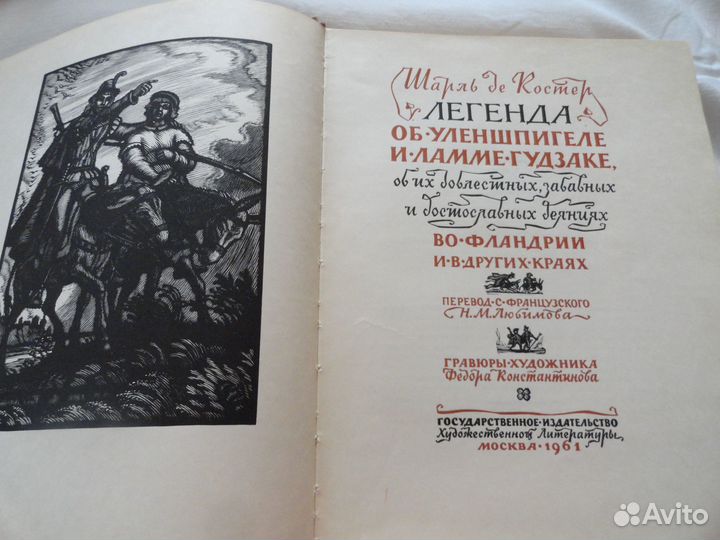 Шарль де Костер
ЛЕГЕНДА
ОБ·УЛЕНШПИГЕЛЕ
И·ЛАММЕ·ГУДЗАКЕ,
об их доблестных, забавных
и достославных деяниях
ВО·ФЛАНДРИИ
И·В·ДРУГИХ·КРАЯХ
ПЕРЕВОД·С·ФРАНЦУЗСКОГО
Н.М.Любимова
ГРАВЮРЫ·ХУДОЖНИКА
Федора Константинова
ГОСУДАРСТВЕННОЕ·ИЗДАТЕЛЬСТВО
Художественной Литературы
МОСКВА·1961
Avito